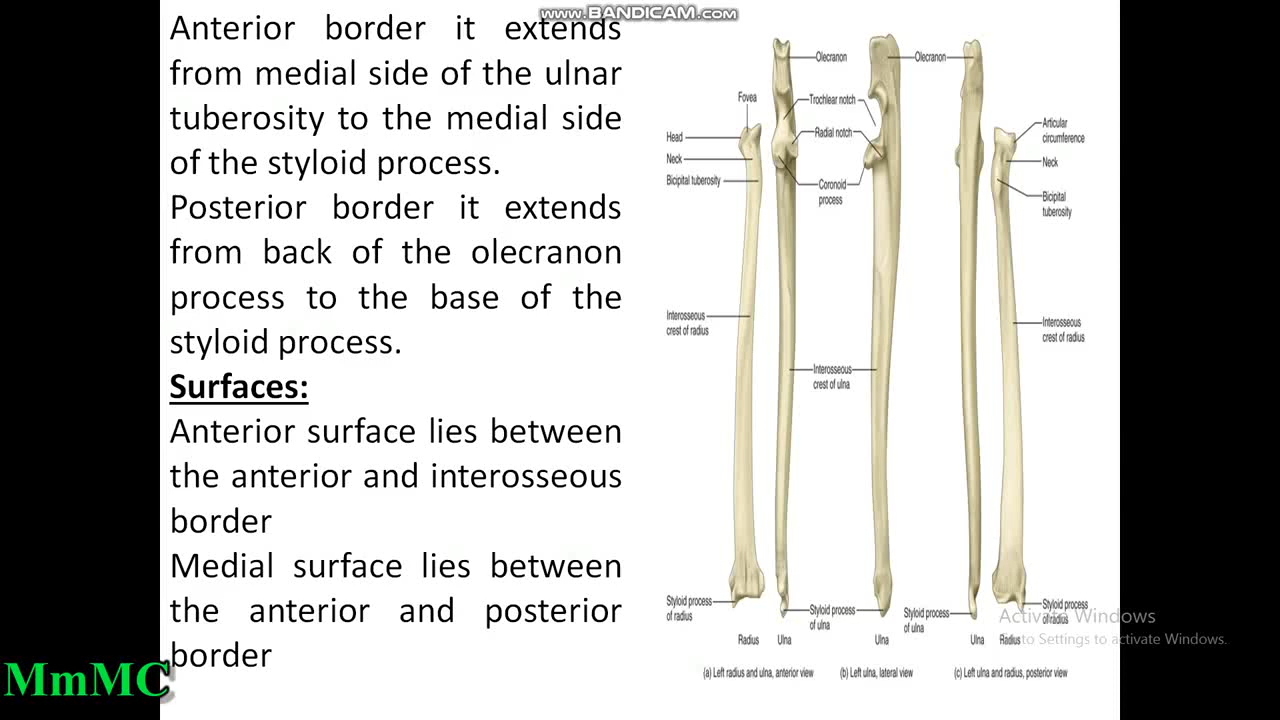 www.BANDICAM.com
Anterior border it extends
from medial side of the ulnar
tuberosity to the medial side
of the styloid process.
Posterior border it extends
from back of the olecranon
process to the base of the
styloid process.
Surfaces:
Anterior surface lies between
the anterior and interosseous
border
Medial surface lies between
the anterior and posterior
border
MmMC
Olecranon
Olecranon
Fovea
Trochlear notch
Head
Radial notch
Articular
circumference
Neck
Neck
Bicipital tuberosity
Coronoid
process
Bicipital
tuberosity
Interosseous
crest of radius
Interosseous
crest of radius
Interosseous
crest of ulna
Styloid process
of radius
Styloid process
of ulna
Styloid process
of ulna
Styloid process
of radius
Radius
Ulna
Ulna
Ulna
Radius
(a) Left radius and ulna, anterior view
(b) Left ulna, lateral view
(c) Left ulna and radius, posterior view
Activate Windows
to Settings to activate Windows.